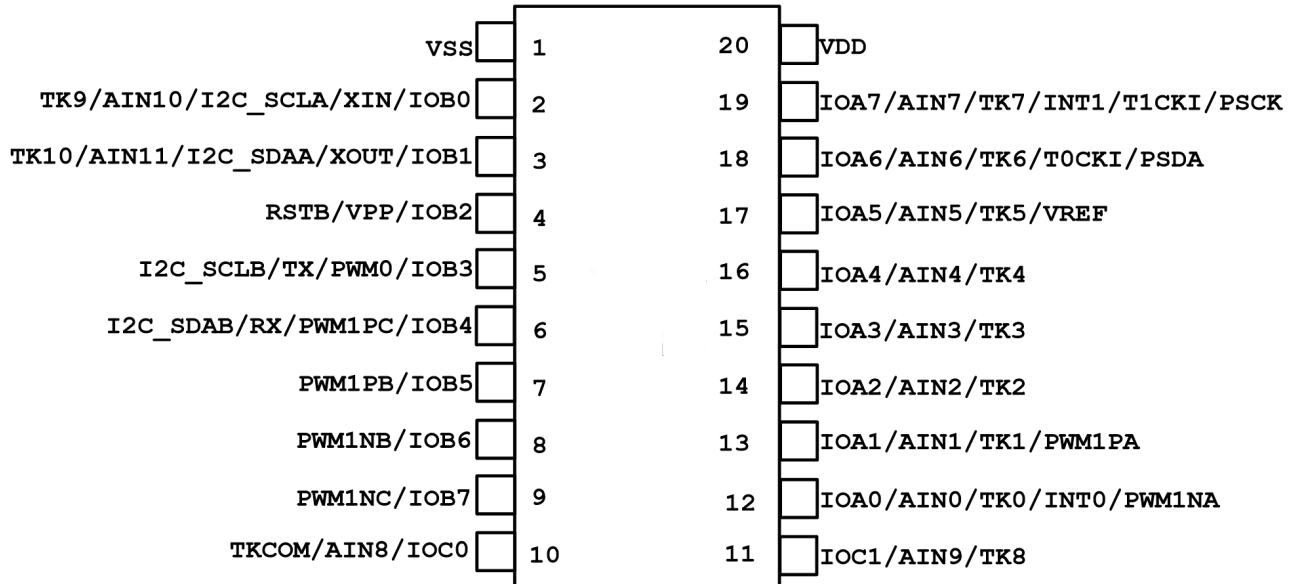 VSS 1 20 VDD
TK9/AIN10/I2C_SCLA/XIN/IOB0 2 19 IOA7/AIN7/TK7/INT1/T1CKI/PSCK
TK10/AIN11/I2C_SDAA/XOUT/IOB1 3 18 IOA6/AIN6/TK6/T0CKI/PSDA
RSTB/VPP/IOB2 4 17 IOA5/AIN5/TK5/VREF
I2C_SCLB/TX/PWM0/IOB3 5 16 IOA4/AIN4/TK4
I2C_SDAB/RX/PWM1PC/IOB4 6 15 IOA3/AIN3/TK3
PWM1PB/IOB5 7 14 IOA2/AIN2/TK2
PWM1NB/IOB6 8 13 IOA1/AIN1/TK1/PWM1PA
PWM1NC/IOB7 9 12 IOA0/AIN0/TK0/INT0/PWM1NA
TKCOM/AIN8/IOC0 10 11 IOC1/AIN9/TK8